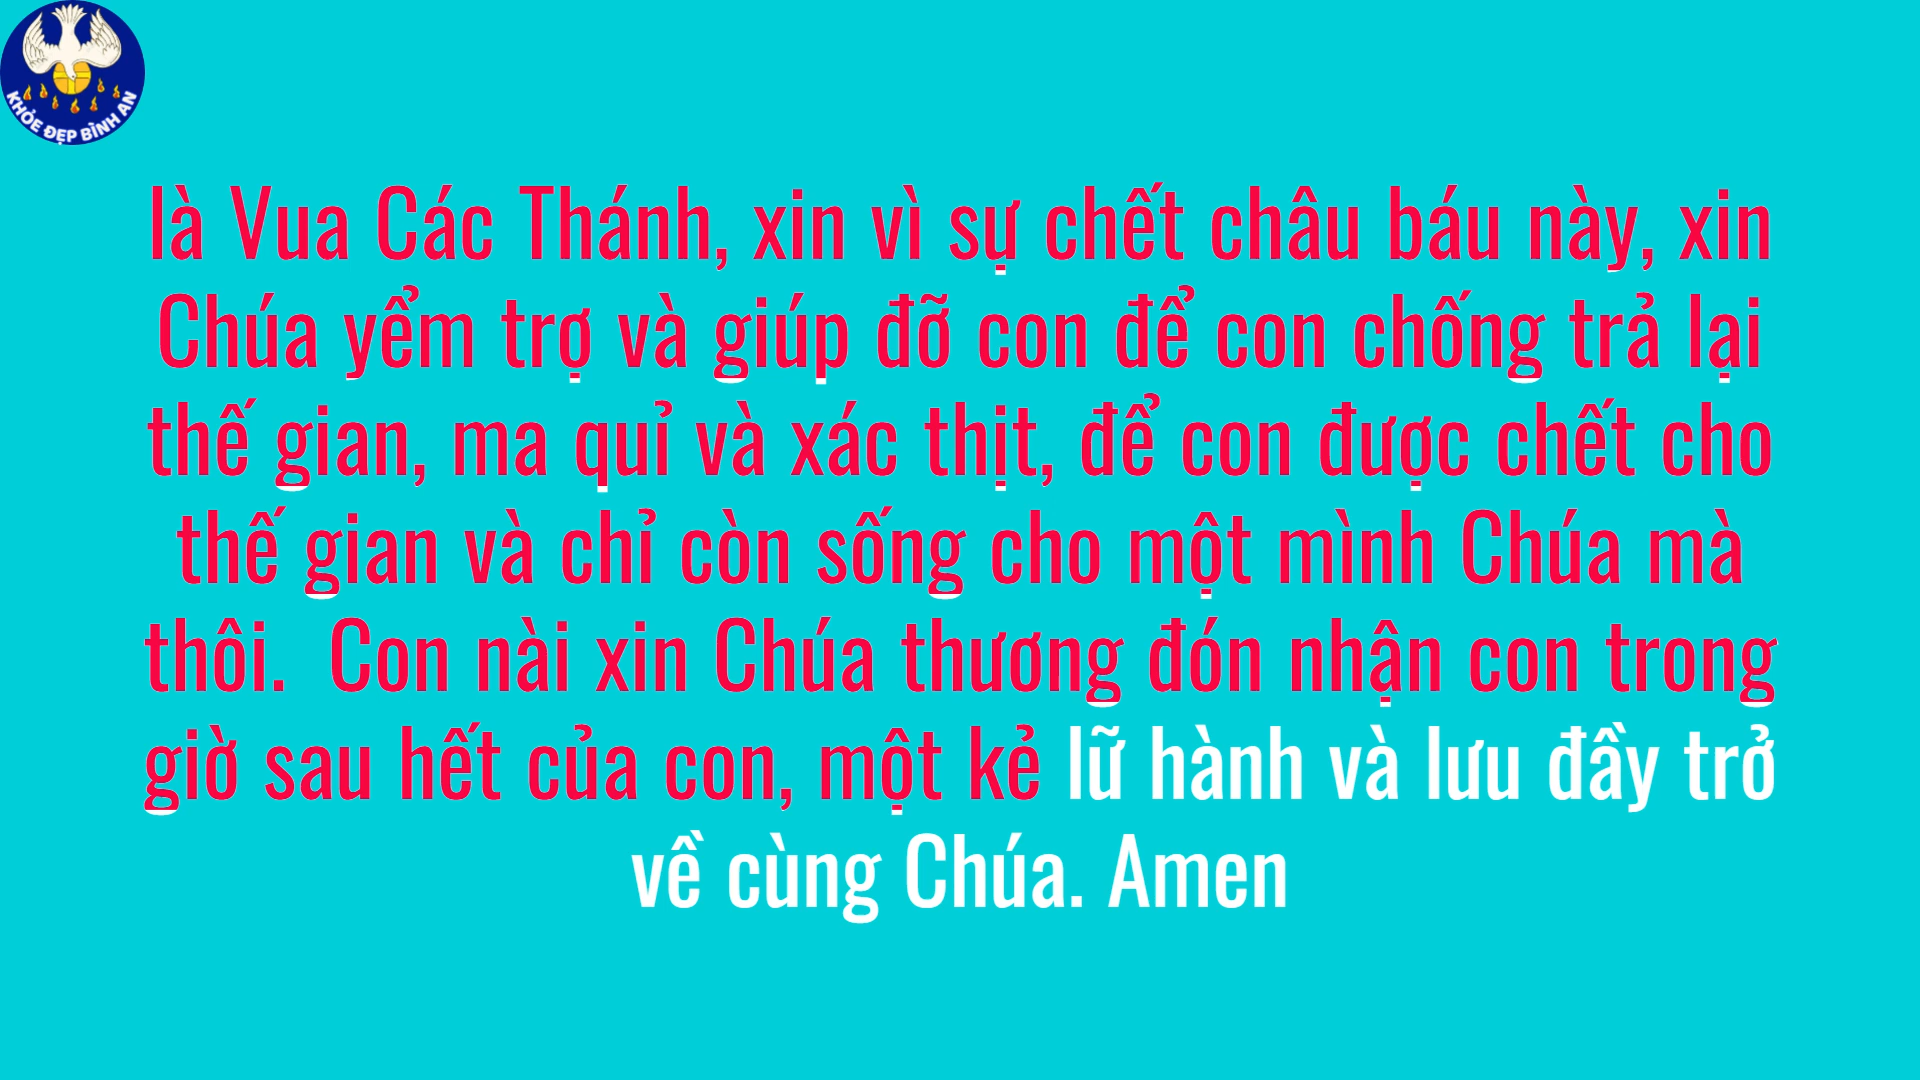 KHỎE ĐẸP BÌNH AN
là Vua Các Thánh, xin vì sự chết châu báu này, xin
Chúa yểm trợ và giúp đỡ con để con chống trả lại
thế gian, ma quỉ và xác thịt, để con được chết cho
thế gian và chỉ còn sống cho một mình Chúa mà
thôi.  Con nài xin Chúa thương đón nhận con trong
giờ sau hết của con, một kẻ lữ hành và lưu đầy trở
về cùng Chúa. Amen